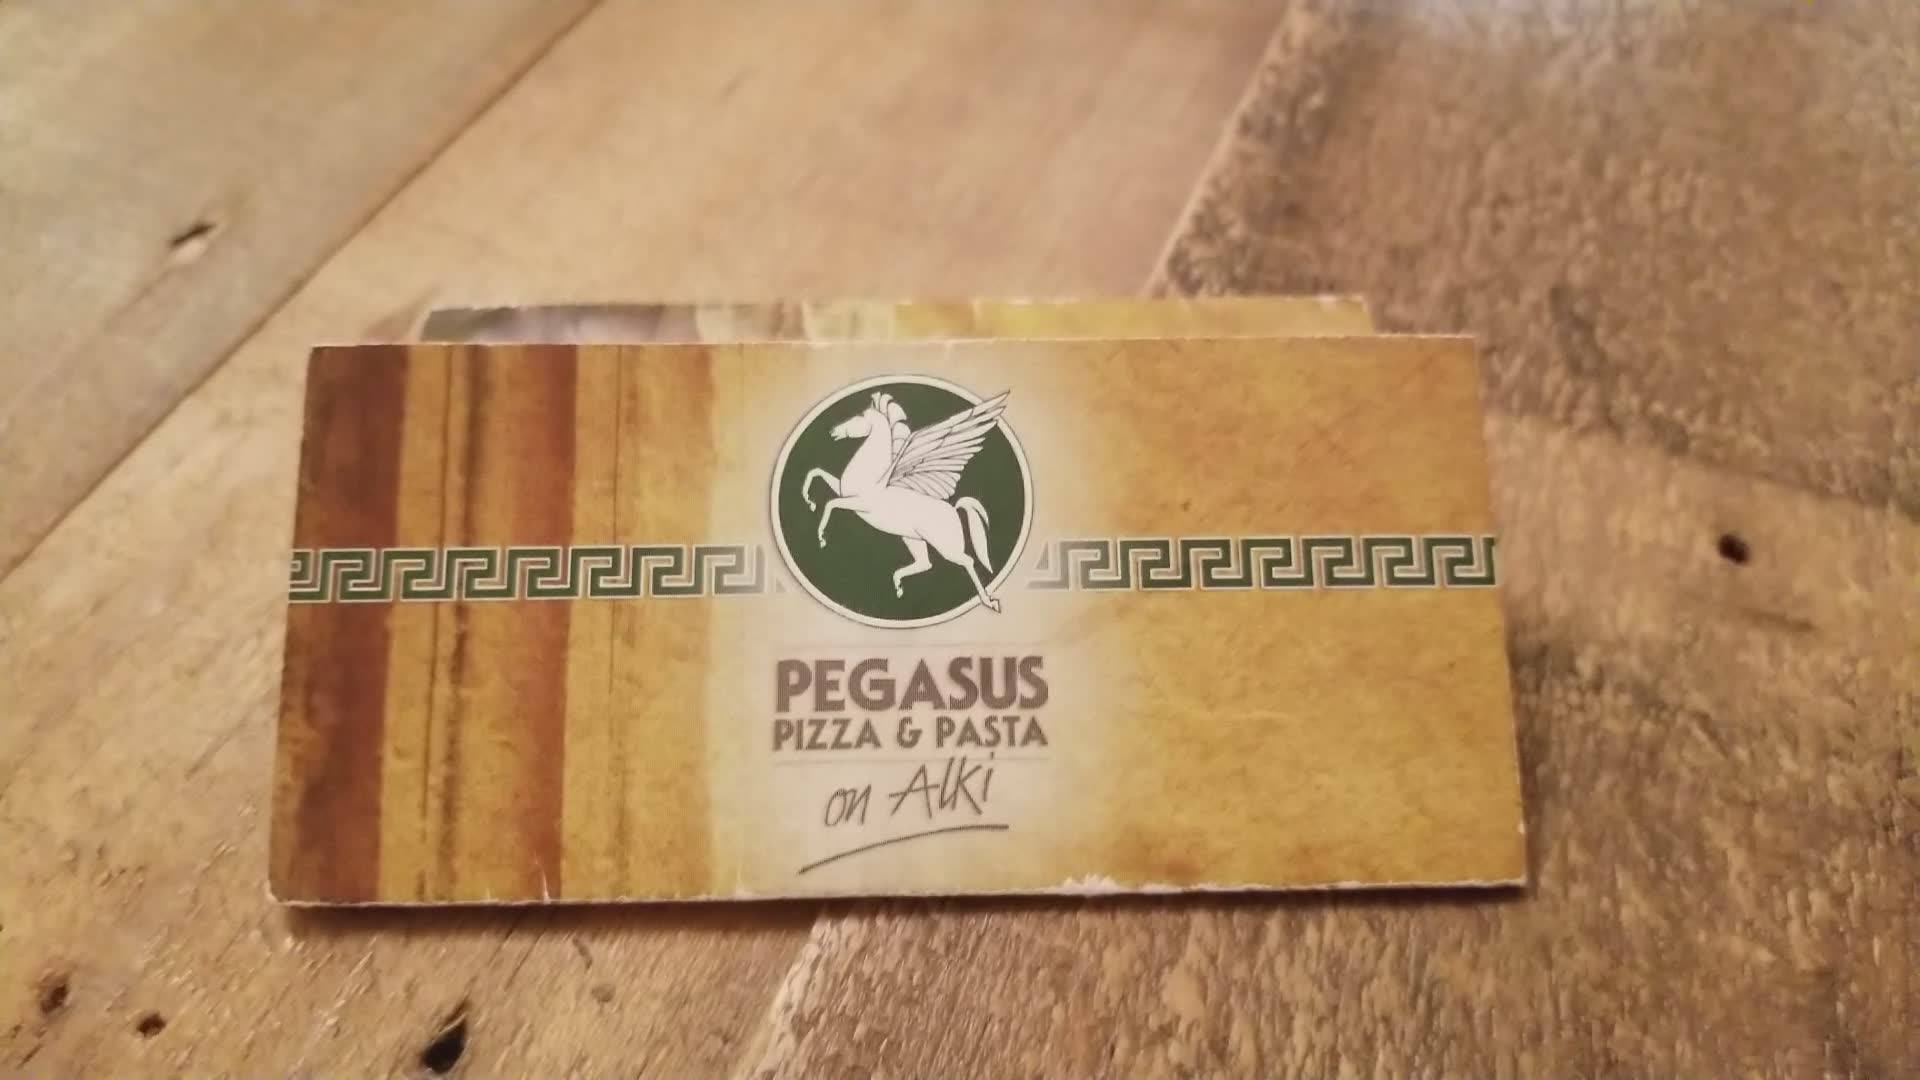 PEGASUS
PIZZA & PASTA
on Alki